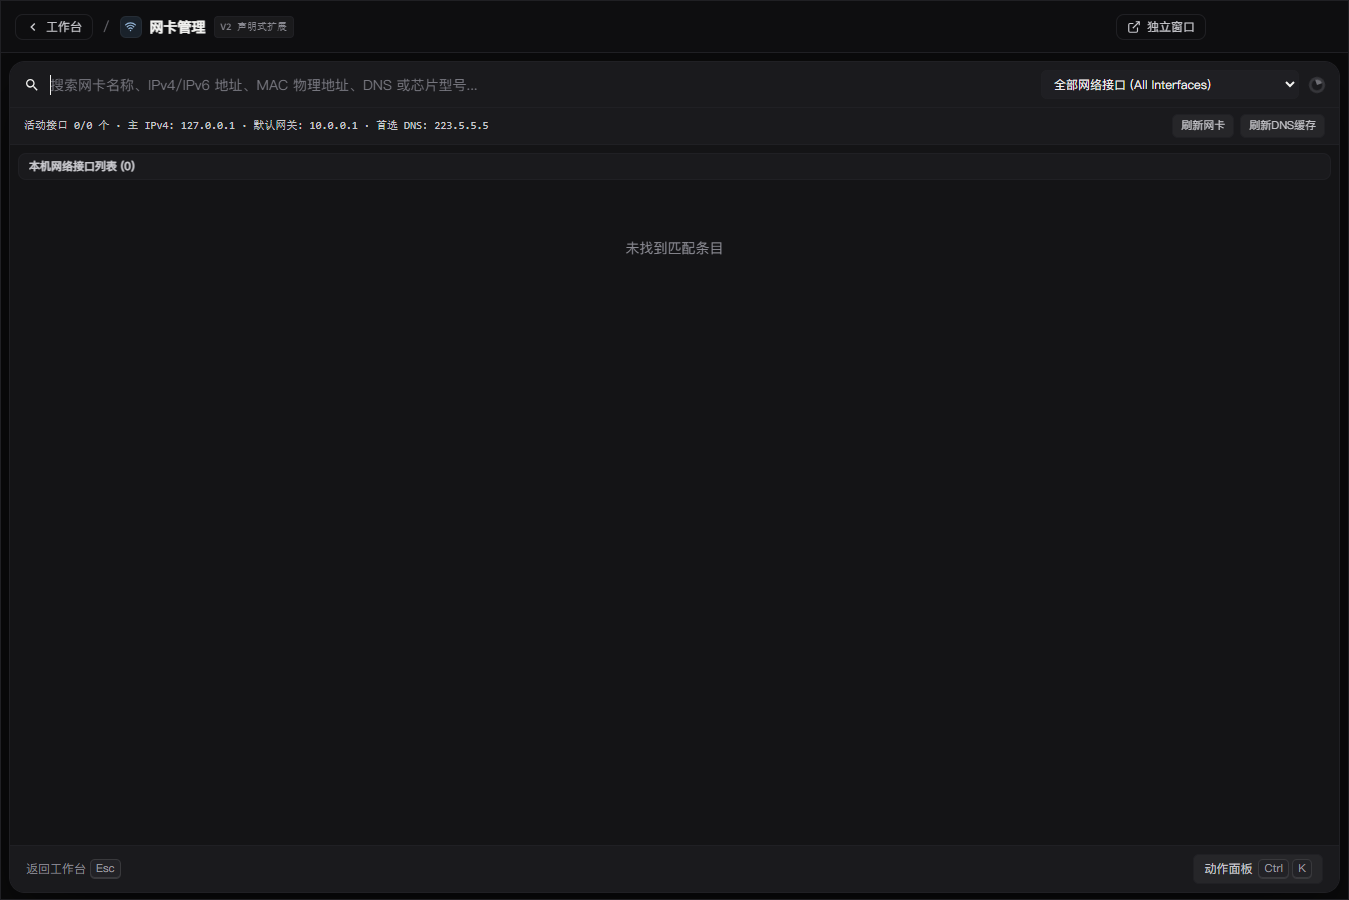 工作台 / 网卡管理 V2 声明式扩展 独立窗口
搜索网卡名称、IPv4/IPv6 地址、MAC 物理地址、DNS 或芯片型号... 全部网络接口 (All Interfaces)
活动接口 0/0 个 · 主 IPv4: 127.0.0.1 · 默认网关: 10.0.0.1 · 首选 DNS: 223.5.5.5 刷新网卡 刷新DNS缓存
本机网络接口列表 (0)
未找到匹配条目
返回工作台 Esc 动作面板 Ctrl K